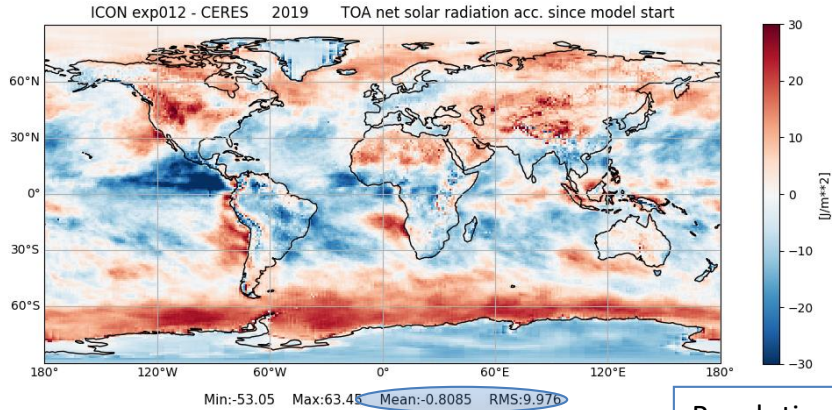 ICON exp012 - CERES 2019 TOA net solar radiation acc. since model start
30
20
10
0
−10
−20
−30
[J/m**2]
60°N
30°N
0°
30°S
60°S
180° 120°W 60°W 0° 60°E 120°E 180°
Min:-53.05 Max:63.45 Mean:-0.8085 RMS:9.976